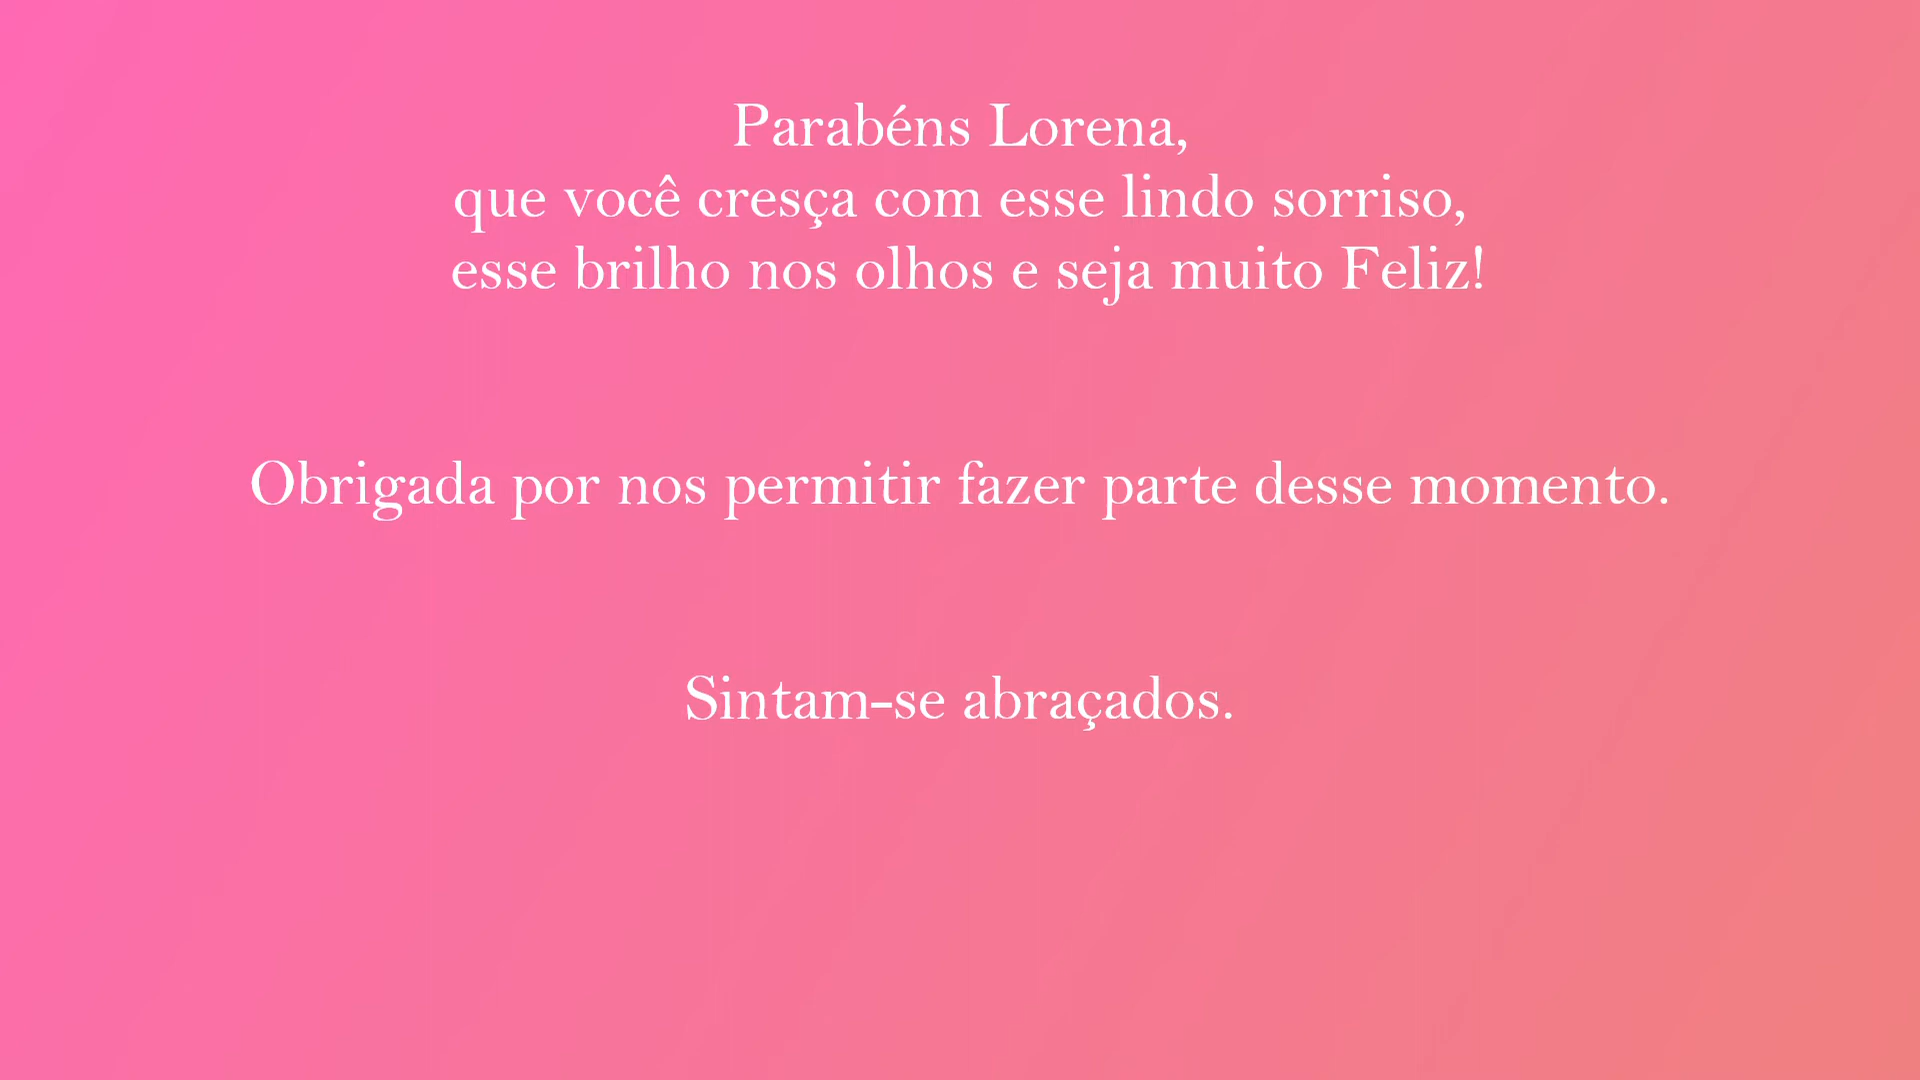 Parabéns Lorena,
que você cresça com esse lindo sorriso,
esse brilho nos olhos e seja muito Feliz!
Obrigada por nos permitir fazer parte desse momento.
Sintam-se abraçados.